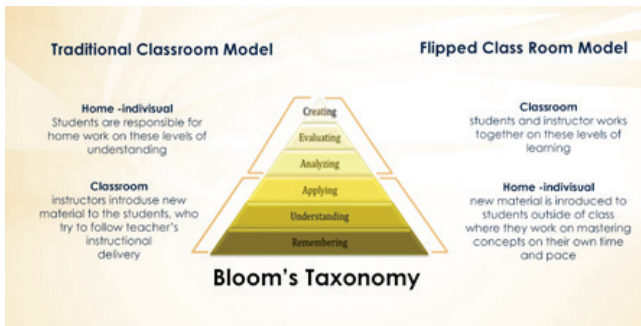 Traditional Classroom Model
Flipped Class Room Model
Home -indivisual
Students are responsible for
home work on these levels of
understanding
Classroom
instructors introduse new
material to the students, who
try to follow teacher's
instructional
delivery
Creating
Evaluating
Analyzing
Applying
Understanding
Remembering
Classroom
students and instructor works
together on these levels of
learning
Home -indivisual
new material is inroduced to
students outside of class
where they work on mastering
concepts on their own time
and pace
Bloom's Taxonomy